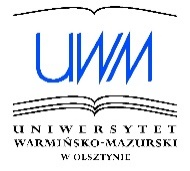 UWM
UNIWERSYTET
WARMIŃSKO-MAZURSKI
W OLSZTYNIE